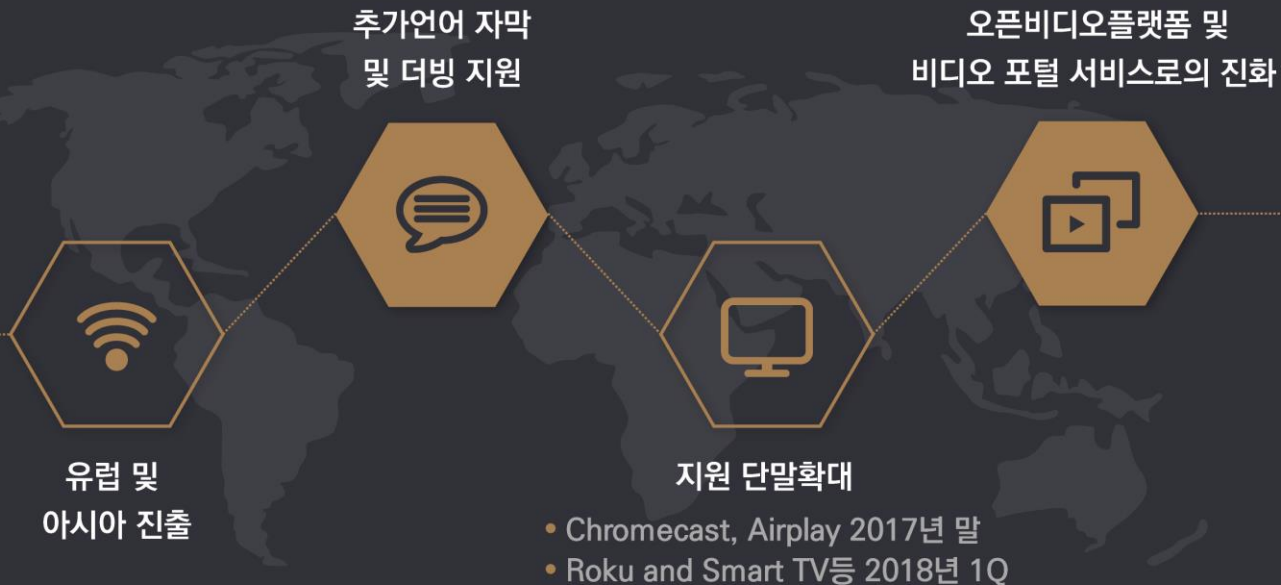 추가언어 자막
및 더빙 지원
오픈비디오플랫폼 및
비디오 포털 서비스로의 진화
유럽 및
아시아 진출
지원 단말확대
• Chromecast, Airplay 2017년 말
• Roku and Smart TV등 2018년 1Q